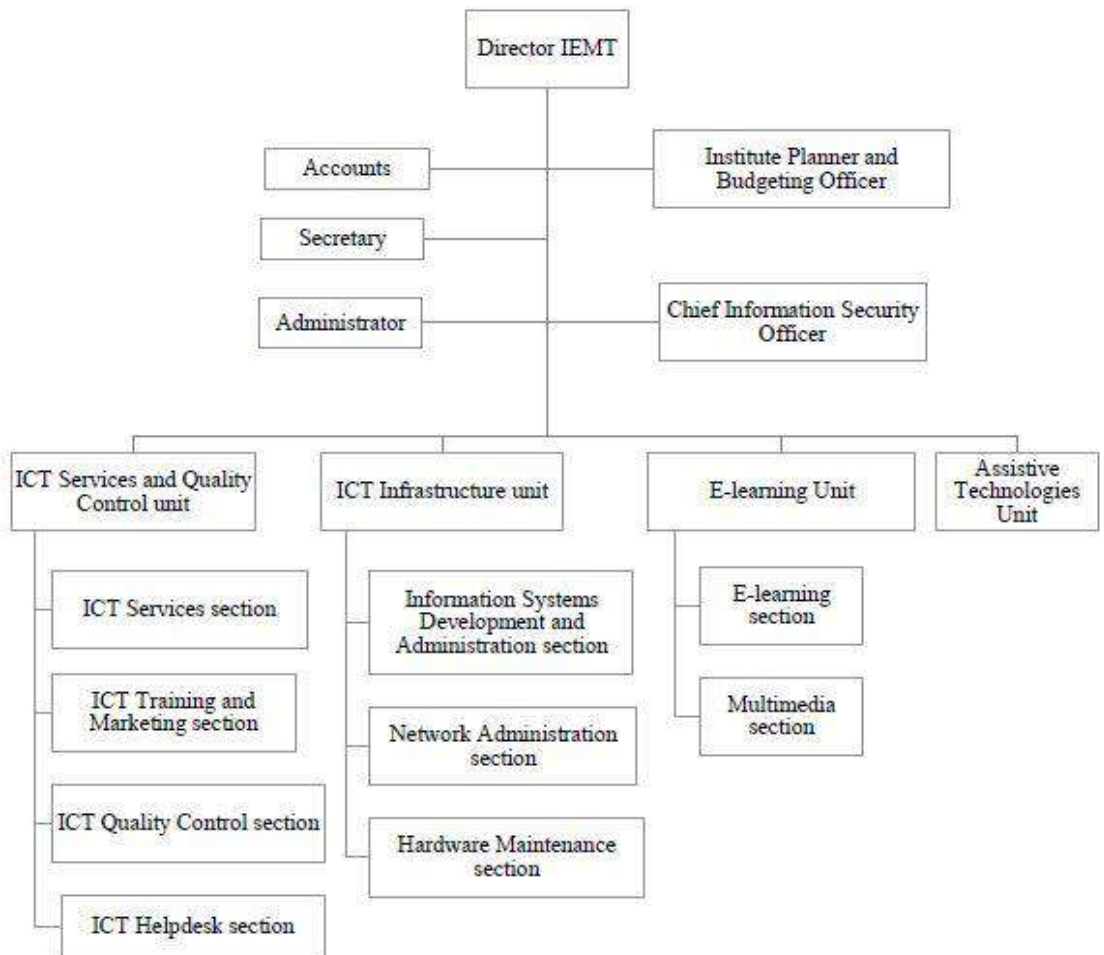 Director IEMT
Accounts
Institute Planner and
Budgeting Officer
Secretary
Administrator
Chief Information Security
Officer
ICT Services and Quality
Control unit
ICT Infrastructure unit
E-learning Unit
Assistive
Technologies
Unit
ICT Services section
ICT Training and
Marketing section
ICT Quality Control section
ICT Helpdesk section
Information Systems
Development and
Administration section
Network Administration
section
Hardware Maintenance
section
E-learning
section
Multimedia
section